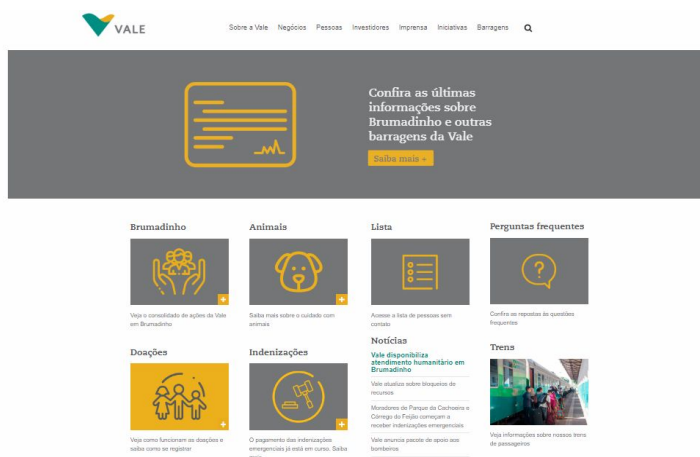 VALE
Sobre a Vale Negócios Pessoas Investidores Imprensa Iniciativas Barragens
Confira as últimas
informações sobre
Brumadinho e outras
barragens da Vale
Saiba mais +
Brumadinho
Veja o consolidado de ações da Vale
em Brumadinho
Animais
Saiba mais sobre o cuidado com
animais
Lista
Acesse a lista de pessoas sem
contato
Perguntas frequentes
Confira as repostas às questões
frequentes
Doações
Veja como funcionam as doações e
saiba como se registrar
Indenizações
O pagamento das indenizações
emergenciais já está em curso. Saiba
mais
Notícias
Vale disponibiliza
atendimento humanitário em
Brumadinho
Vale atualiza sobre bloqueios de
recursos
Moradores de Parque da Cachoeira e
Córrego do Feijão começam a
receber indenizações emergenciais
Vale anuncia pacote de apoio aos
bombeiros
Trens
Veja informações sobre nossos trens
de passageiros